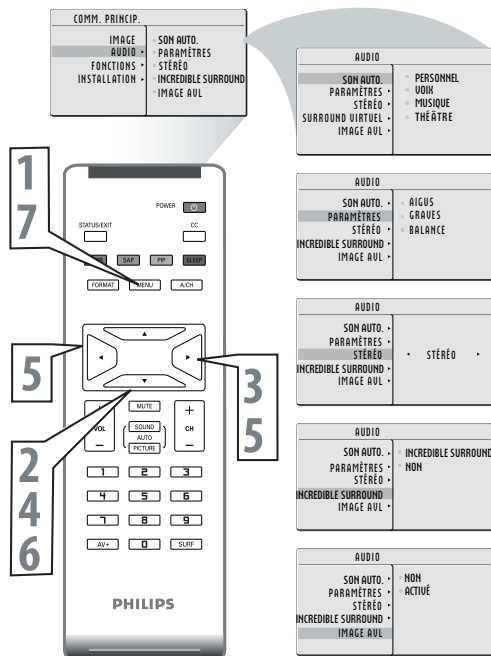 COMM. PRINCIP.
IMAGE
AUDIO
FONCTIONS
INSTALLATION
SON AUTO.
PARAMÈTRES
STÉRÉO
INCREDIBLE SURROUND
IMAGE AVL
AUDIO
SON AUTO.
PARAMÈTRES
STÉRÉO
SURROUND VIRTUEL
IMAGE AVL
PERSONNEL
VOIX
MUSIQUE
THÉÂTRE
AUDIO
SON AUTO.
PARAMÈTRES
STÉRÉO
INCREDIBLE SURROUND
IMAGE AVL
AIGUS
GRAVES
BALANCE
AUDIO
SON AUTO.
PARAMÈTRES
STÉRÉO
INCREDIBLE SURROUND
IMAGE AVL
STÉRÉO
AUDIO
SON AUTO.
PARAMÈTRES
STÉRÉO
INCREDIBLE SURROUND
IMAGE AVL
INCREDIBLE SURROUND
NON
AUDIO
SON AUTO.
PARAMÈTRES
STÉRÉO
INCREDIBLE SURROUND
IMAGE AVL
NON
ACTIVÉ
1
7
5
2
4
6
3
5
POWER
STATUS/EXIT
CC
SAP PIP SLEEP
FORMAT MENU A/CH
MUTE
+
VOL
–
SOUND
AUTO
PICTURE
+
CH
–
1 2 3
4 5 6
7 8 9
AV+ 0 SURF
PHILIPS